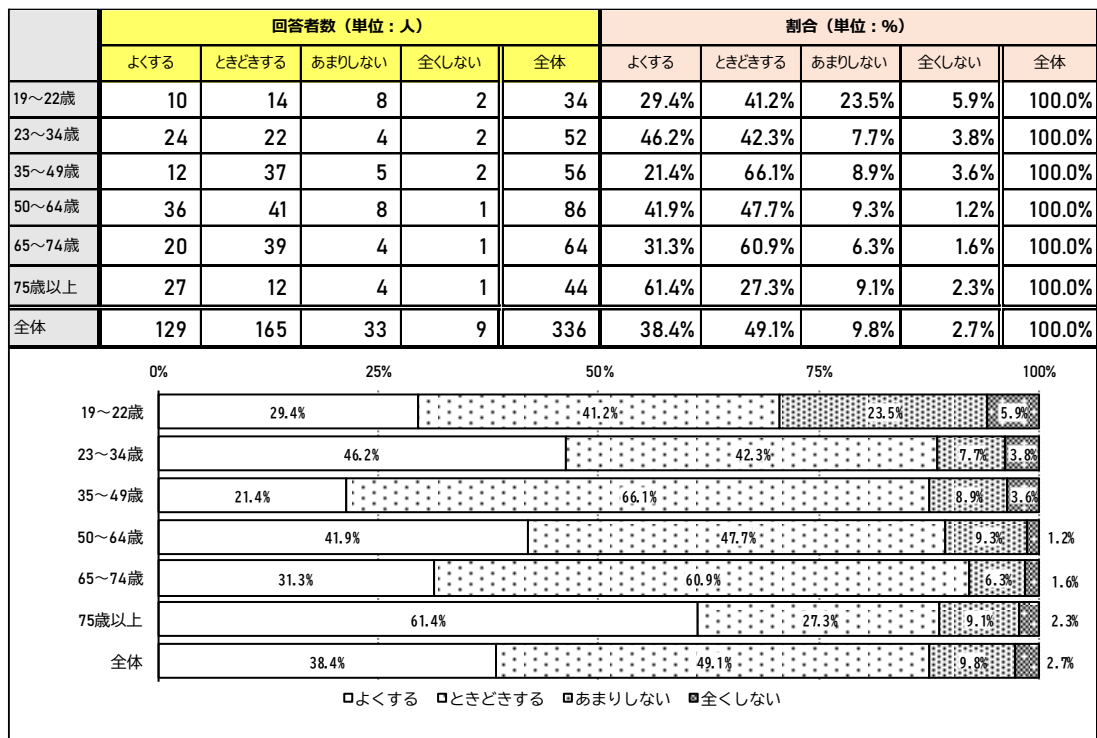 回答者数（単位：人） 割合（単位：%）
よくする ときどきする あまりしない 全くしない 全体 よくする ときどきする あまりしない 全くしない 全体
19～22歳 10 14 8 2 34 29.4% 41.2% 23.5% 5.9% 100.0%
23～34歳 24 22 4 2 52 46.2% 42.3% 7.7% 3.8% 100.0%
35～49歳 12 37 5 2 56 21.4% 66.1% 8.9% 3.6% 100.0%
50～64歳 36 41 8 1 86 41.9% 47.7% 9.3% 1.2% 100.0%
65～74歳 20 39 4 1 64 31.3% 60.9% 6.3% 1.6% 100.0%
75歳以上 27 12 4 1 44 61.4% 27.3% 9.1% 2.3% 100.0%
全体 129 165 33 9 336 38.4% 49.1% 9.8% 2.7% 100.0%
0% 25% 50% 75% 100%
19～22歳 29.4% 41.2% 23.5% 5.9%
23～34歳 46.2% 42.3% 7.7% 3.8%
35～49歳 21.4% 66.1% 8.9% 3.6%
50～64歳 41.9% 47.7% 9.3% 1.2%
65～74歳 31.3% 60.9% 6.3% 1.6%
75歳以上 61.4% 27.3% 9.1% 2.3%
全体 38.4% 49.1% 9.8% 2.7%
よくする ときどきする あまりしない 全くしない